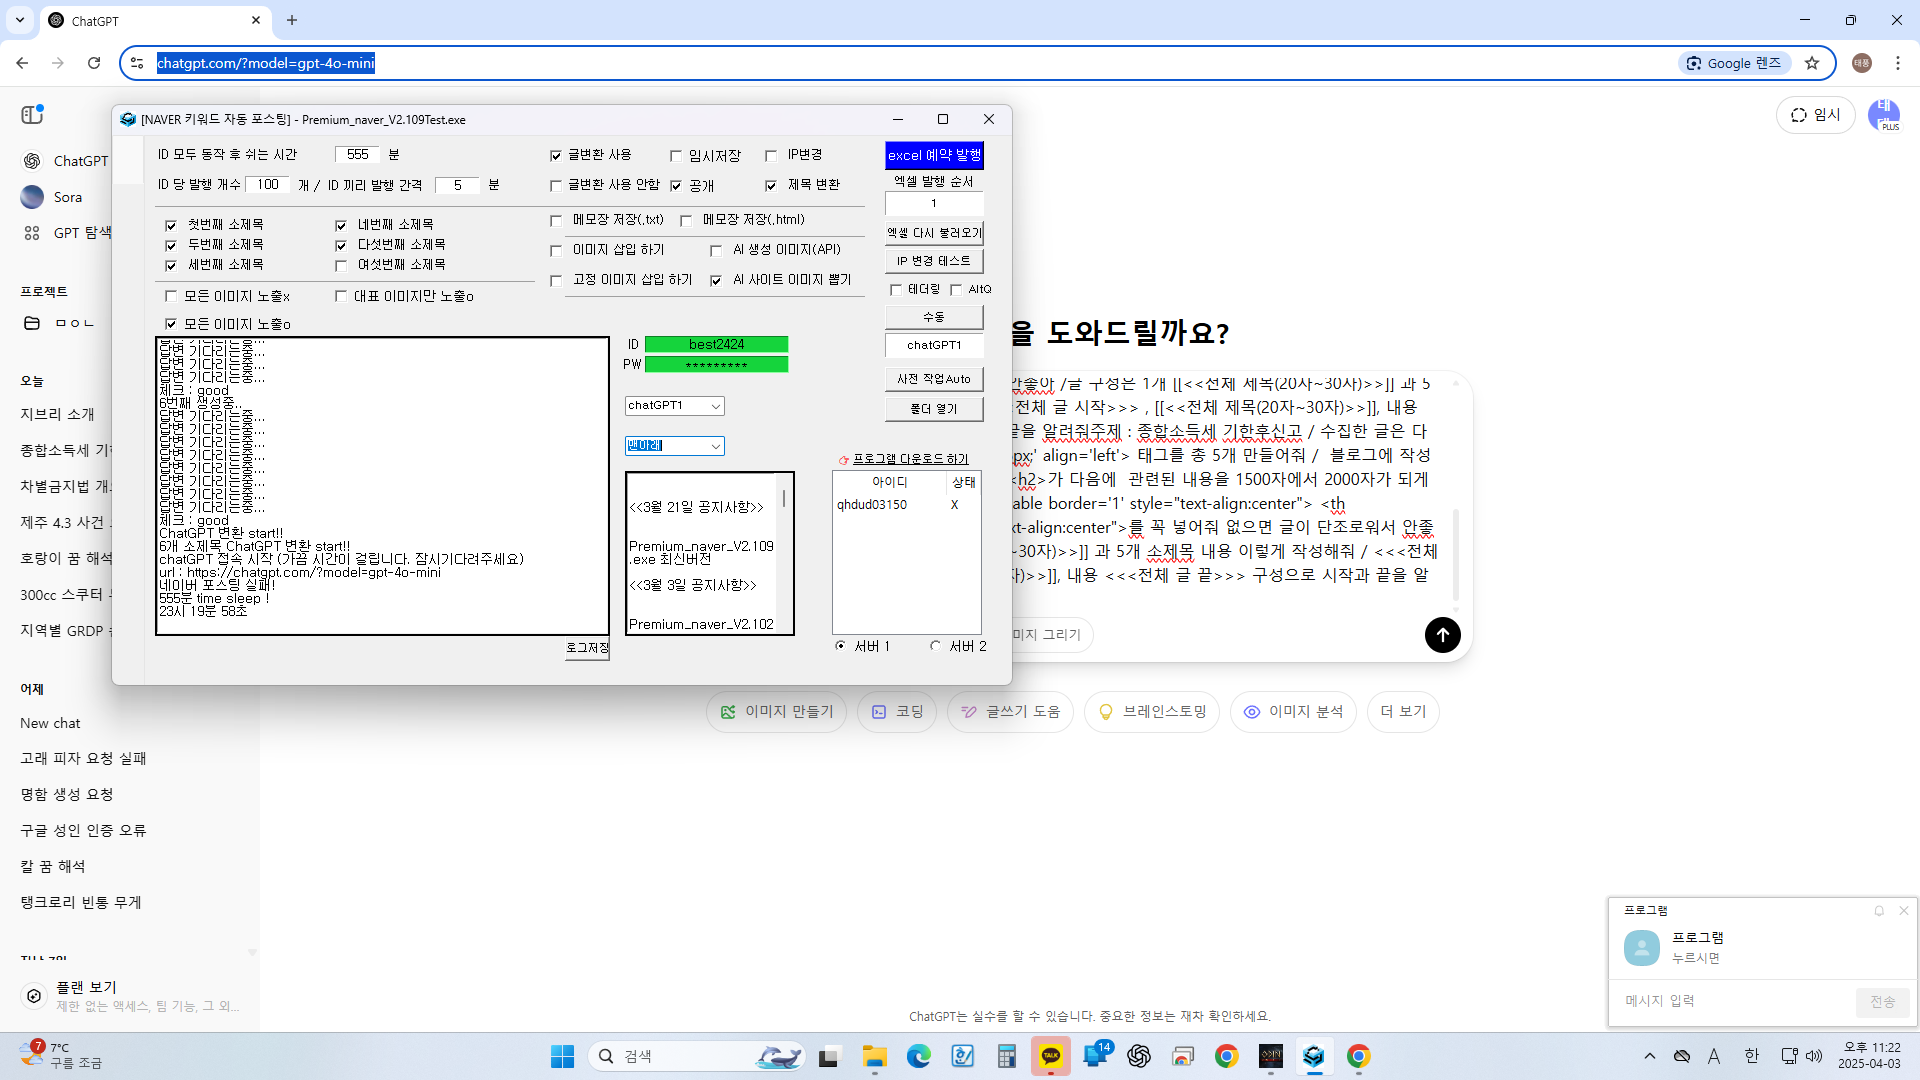 ChatGPT
chatgpt.com/?model=gpt-4o-mini
Google 렌즈
태풍
임시
PLUS
ChatGPT
Sora
GPT 탐색
프로젝트
ㅁㅇㄴ
오늘
지브리 소개
종합소득세 기한
차별금지법 개
제주 4.3 사건
호랑이 꿈 해석
300cc 스쿠터
지역별 GRDP
어제
New chat
고래 피자 요청 실패
명함 생성 요청
구글 성인 인증 오류
칼 꿈 해석
탱크로리 빈통 무게
플랜 보기
제한 없는 액세스, 팀 기능, 그 외...
[NAVER 키워드 자동 포스팅] - Premium_naver_V2.109Test.exe
ID 모두 동작 후 쉬는 시간 555 분
ID 당 발행 개수 100 개 / ID 끼리 발행 간격 5 분
글변환 사용 임시저장 IP변경
글변환 사용 안함 공개 제목 변환
첫번째 소제목 네번째 소제목
두번째 소제목 다섯번째 소제목
세번째 소제목 여섯번째 소제목
메모장 저장(.txt) 메모장 저장(.html)
이미지 삽입 하기 AI 생성 이미지(API)
고정 이미지 삽입 하기 AI 사이트 이미지 뽑기
모든 이미지 노출x 대표 이미지만 노출o
모든 이미지 노출o
excel 예약 발행
엑셀 발행 순서
1
엑셀 다시 불러오기
IP 변경 테스트
테더링 AltQ
수동
chatGPT1
사전 작업Auto
폴더 열기
답변 기다리는중...
답변 기다리는중...
답변 기다리는중...
답변 기다리는중...
체크 : good
6번째 생성중..
답변 기다리는중...
답변 기다리는중...
답변 기다리는중...
답변 기다리는중...
답변 기다리는중...
답변 기다리는중...
답변 기다리는중...
답변 기다리는중...
체크 : good
ChatGPT 변환 start!!
6개 소제목 ChatGPT 변환 start!!
chatGPT 접속 시작 (가끔 시간이 걸립니다. 잠시기다려주세요)
url : https://chatgpt.com/?model=gpt-4o-mini
네이버 포스팅 실패!
555분 time sleep !
23시 19분 58초
로그저장
ID best2424
PW *********
chatGPT1
맨아래
<<3월 21일 공지사항>>
Premium_naver_V2.109
.exe 최신버전
<<3월 3일 공지사항>>
Premium_naver_V2.102
프로그램 다운로드 하기
아이디 상태
qhdud03150 X
서버 1 서버 2
을 도와드릴까요?
안좋아 /글 구성은 1개 [[<<전체 제목(20자~30자)>>]] 과 5
전체 글 시작>>> , [[<<전체 제목(20자~30자)>>]], 내용
끝을 알려줘주제 : 종합소득세 기한후신고 / 수집한 글은 다
px;' align='left'> 태그를 총 5개 만들어줘 / 블로그에 작성
<h2>가 다음에 관련된 내용을 1500자에서 2000자가 되게
able border='1' style="text-align:center"> <th
xt-align:center">를 꼭 넣어줘 없으면 글이 단조로워서 안좋
~30자)>>]] 과 5개 소제목 내용 이렇게 작성해줘 / <<<전체
자)>>]], 내용 <<<전체 글 끝>>> 구성으로 시작과 끝을 알
미지 그리기
이미지 만들기
코딩
글쓰기 도움
브레인스토밍
이미지 분석
더 보기
ChatGPT는 실수를 할 수 있습니다. 중요한 정보는 재차 확인하세요.
프로그램
프로그램
누르시면
메시지 입력
전송
7
7°C
구름 조금
검색
TALK
14
A
한
오후 11:22
2025-04-03